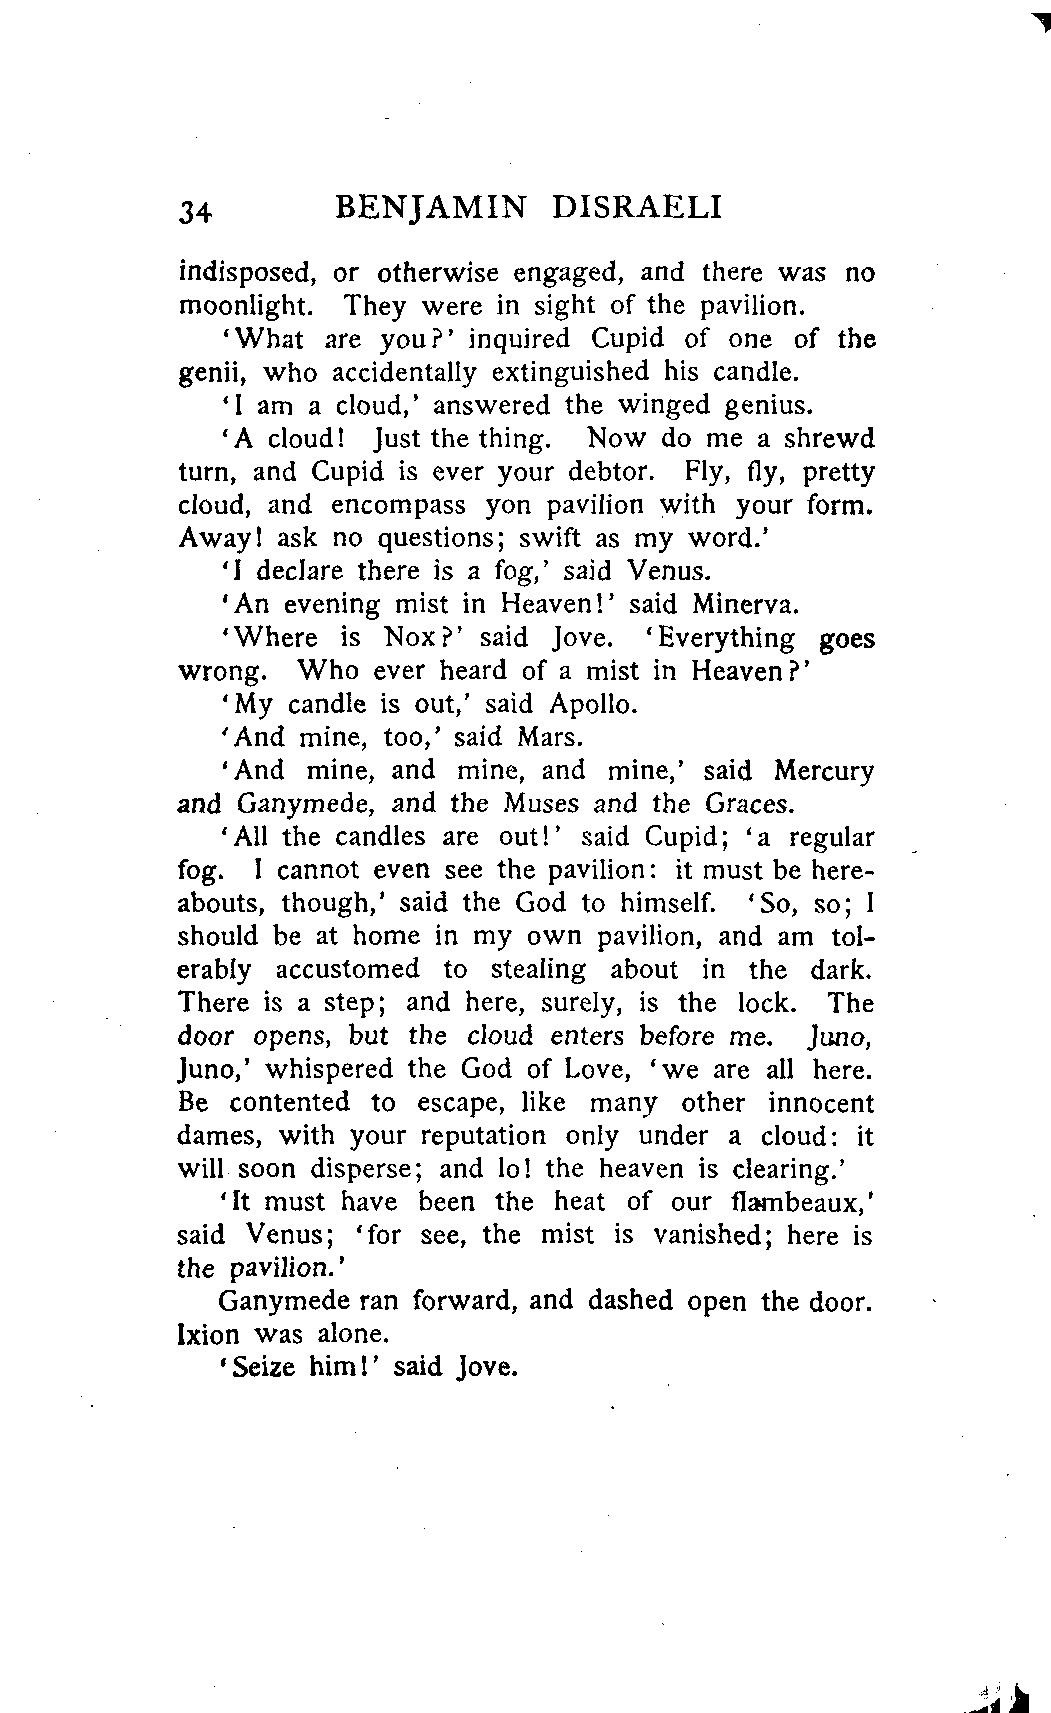 34 BENJAMIN DISRAELI
indisposed, or otherwise engaged, and there was no
moonlight. They were in sight of the pavilion.
‘What are you?’ inquired Cupid of one of the
genii, who accidentally extinguished his candle.
‘I am a cloud,’ answered the winged genius.
‘A cloud! Just the thing. Now do me a shrewd
turn, and Cupid is ever your debtor. Fly, fly, pretty
cloud, and encompass yon pavilion with your form.
Away! ask no questions; swift as my word.’
‘I declare there is a fog,’ said Venus.
‘An evening mist in Heaven!’ said Minerva.
‘Where is Nox?’ said Jove. ‘Everything goes
wrong. Who ever heard of a mist in Heaven?’
‘My candle is out,’ said Apollo.
‘And mine, too,’ said Mars.
‘And mine, and mine, and mine,’ said Mercury
and Ganymede, and the Muses and the Graces.
‘All the candles are out!’ said Cupid; ‘a regular
fog. I cannot even see the pavilion: it must be here-
abouts, though,’ said the God to himself. ‘So, so; I
should be at home in my own pavilion, and am tol-
erably accustomed to stealing about in the dark.
There is a step; and here, surely, is the lock. The
door opens, but the cloud enters before me. Juno,
Juno,’ whispered the God of Love, ‘we are all here.
Be contented to escape, like many other innocent
dames, with your reputation only under a cloud: it
will soon disperse; and lo! the heaven is clearing.’
‘It must have been the heat of our flambeaux,’
said Venus; ‘for see, the mist is vanished; here is
the pavilion.’
Ganymede ran forward, and dashed open the door.
Ixion was alone.
‘Seize him!’ said Jove.